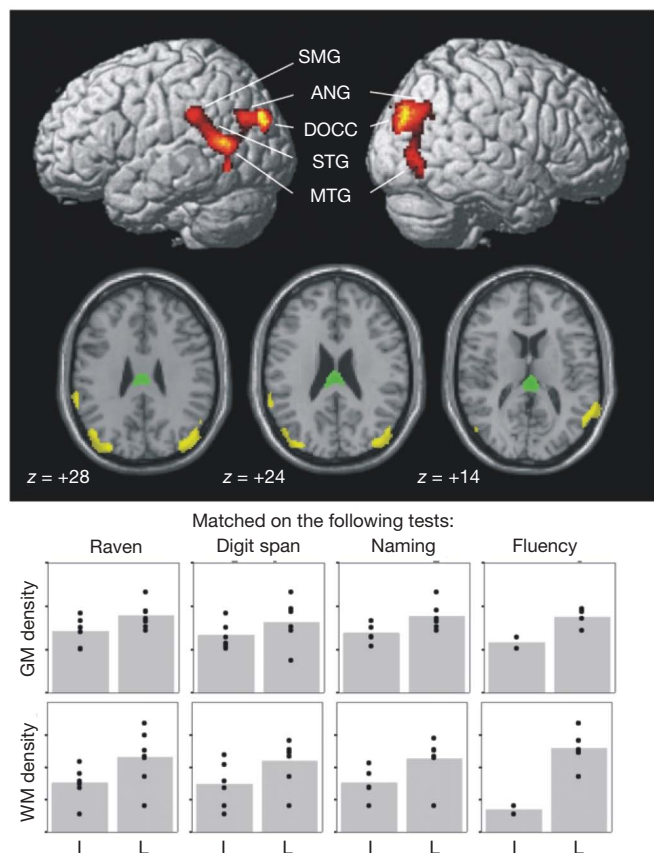 SMG
ANG
DOCC
STG
MTG
z = +28
z = +24
z = +14
Matched on the following tests:
Raven Digit span Naming Fluency
GM density
WM density
I L I L I L I L